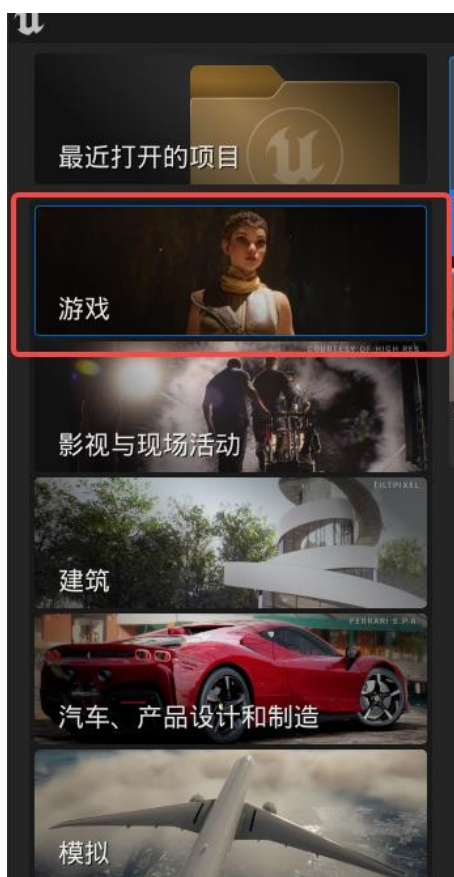 最近打开的项目
游戏
COURTESY OF HIGH RES
影视与现场活动
TILTPIXEL
建筑
FERRARI S.P.A
汽车、产品设计和制造
模拟